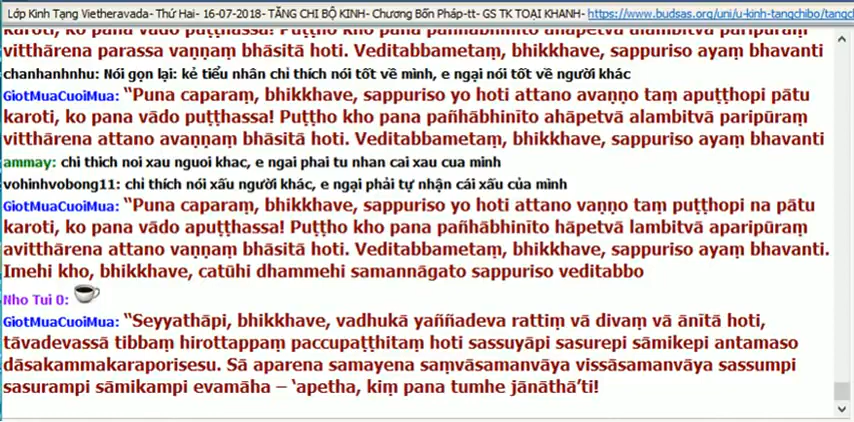 Lớp Kinh Tạng Vietheravada- Thứ Hai- 16-07-2018- TĂNG CHI BỘ KINH- Chương Bốn Pháp-tt- GS TK TOẠI KHANH- https://www.budsas.org/uni/u-kinh-tangchibo/tangc
karoti, ko pana vādo puṭṭhassa! Puṭṭho kho pana pañhābhinīto ahāpetvā alambitvā paripūraṃ
vitthārena parassa vaṇṇaṃ bhāsitā hoti. Veditabbametaṃ, bhikkhave, sappuriso ayaṃ bhavanti
chanhanhnhu: Nói gọn lại: kẻ tiểu nhân chỉ thích nói tốt về mình, e ngại nói tốt về người khác
GiotMuaCuoiMua: “Puna caparaṃ, bhikkhave, sappuriso yo hoti attano avaṇṇo taṃ apuṭṭhopi pātu
karoti, ko pana vādo puṭṭhassa! Puṭṭho kho pana pañhābhinīto ahāpetvā alambitvā paripūraṃ
vitthārena attano avaṇṇaṃ bhāsitā hoti. Veditabbametaṃ, bhikkhave, sappuriso ayaṃ bhavanti
ammay: chi thich noi xau nguoi khac, e ngai phai tu nhan cai xau cua minh
vohinhvobong11: chỉ thích nói xấu người khác, e ngại phải tự nhận cái xấu của mình
GiotMuaCuoiMua: “Puna caparaṃ, bhikkhave, sappuriso yo hoti attano vaṇṇo taṃ puṭṭhopi na pātu
karoti, ko pana vādo apuṭṭhassa! Puṭṭho kho pana pañhābhinīto hāpetvā lambitvā aparipūraṃ
avitthārena attano vaṇṇaṃ bhāsitā hoti. Veditabbametaṃ, bhikkhave, sappuriso ayaṃ bhavanti.
Imehi kho, bhikkhave, catūhi dhammehi samannāgato sappuriso veditabbo
Nho Tui 0:
GiotMuaCuoiMua: “Seyyathāpi, bhikkhave, vadhukā yaññadeva rattiṃ vā divaṃ vā ānītā hoti,
tāvadevassā tibbaṃ hirottappaṃ paccupaṭṭhitaṃ hoti sassuyāpi sasurepi sāmikepi antamaso
dāsakammakaraporisesu. Sā aparena samayena saṃvāsamanvāya vissāsamanvāya sassumpi
sasurampi sāmikampi evamāha – ‘apetha, kiṃ pana tumhe jānāthā’ti!